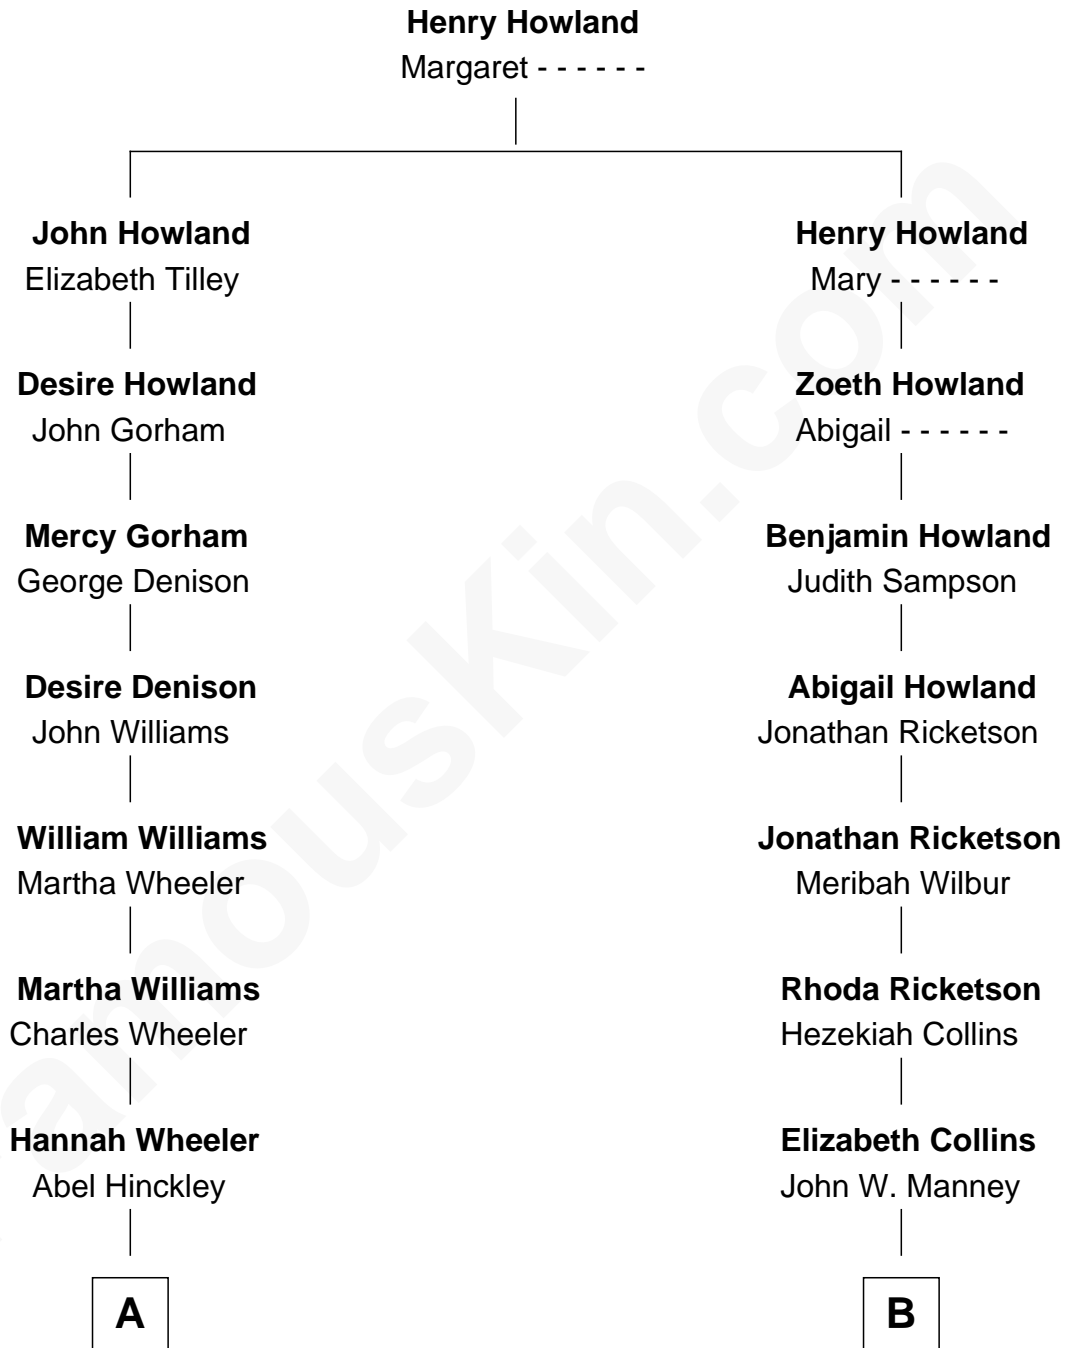 Henry Howland
Margaret - - - - - -
John Howland
Elizabeth Tilley
Henry Howland
Mary - - - - - -
Desire Howland
John Gorham
Zoeth Howland
Abigail - - - - - -
Mercy Gorham
George Denison
Benjamin Howland
Judith Sampson
Desire Denison
John Williams
Abigail Howland
Jonathan Ricketson
William Williams
Martha Wheeler
Jonathan Ricketson
Meribah Wilbur
Martha Williams
Charles Wheeler
Rhoda Ricketson
Hezekiah Collins
Hannah Wheeler
Abel Hinckley
Elizabeth Collins
John W. Manney
A
B
amousKin.com